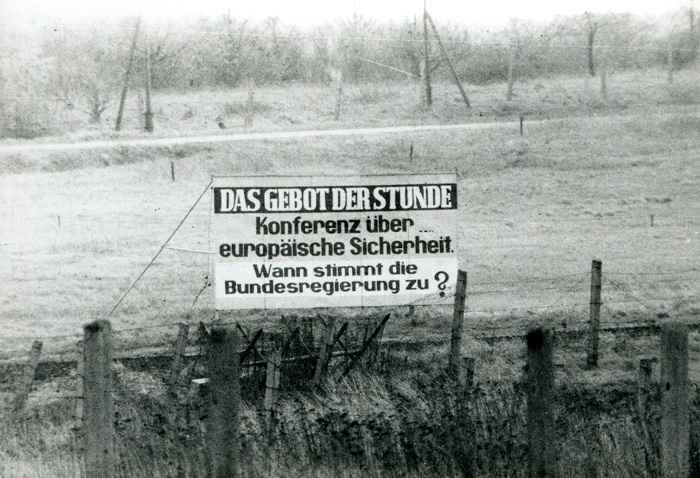 DAS GEBOT DER STUNDE
Konferenz über
europäische Sicherheit.
Wann stimmt die
Bundesregierung zu?